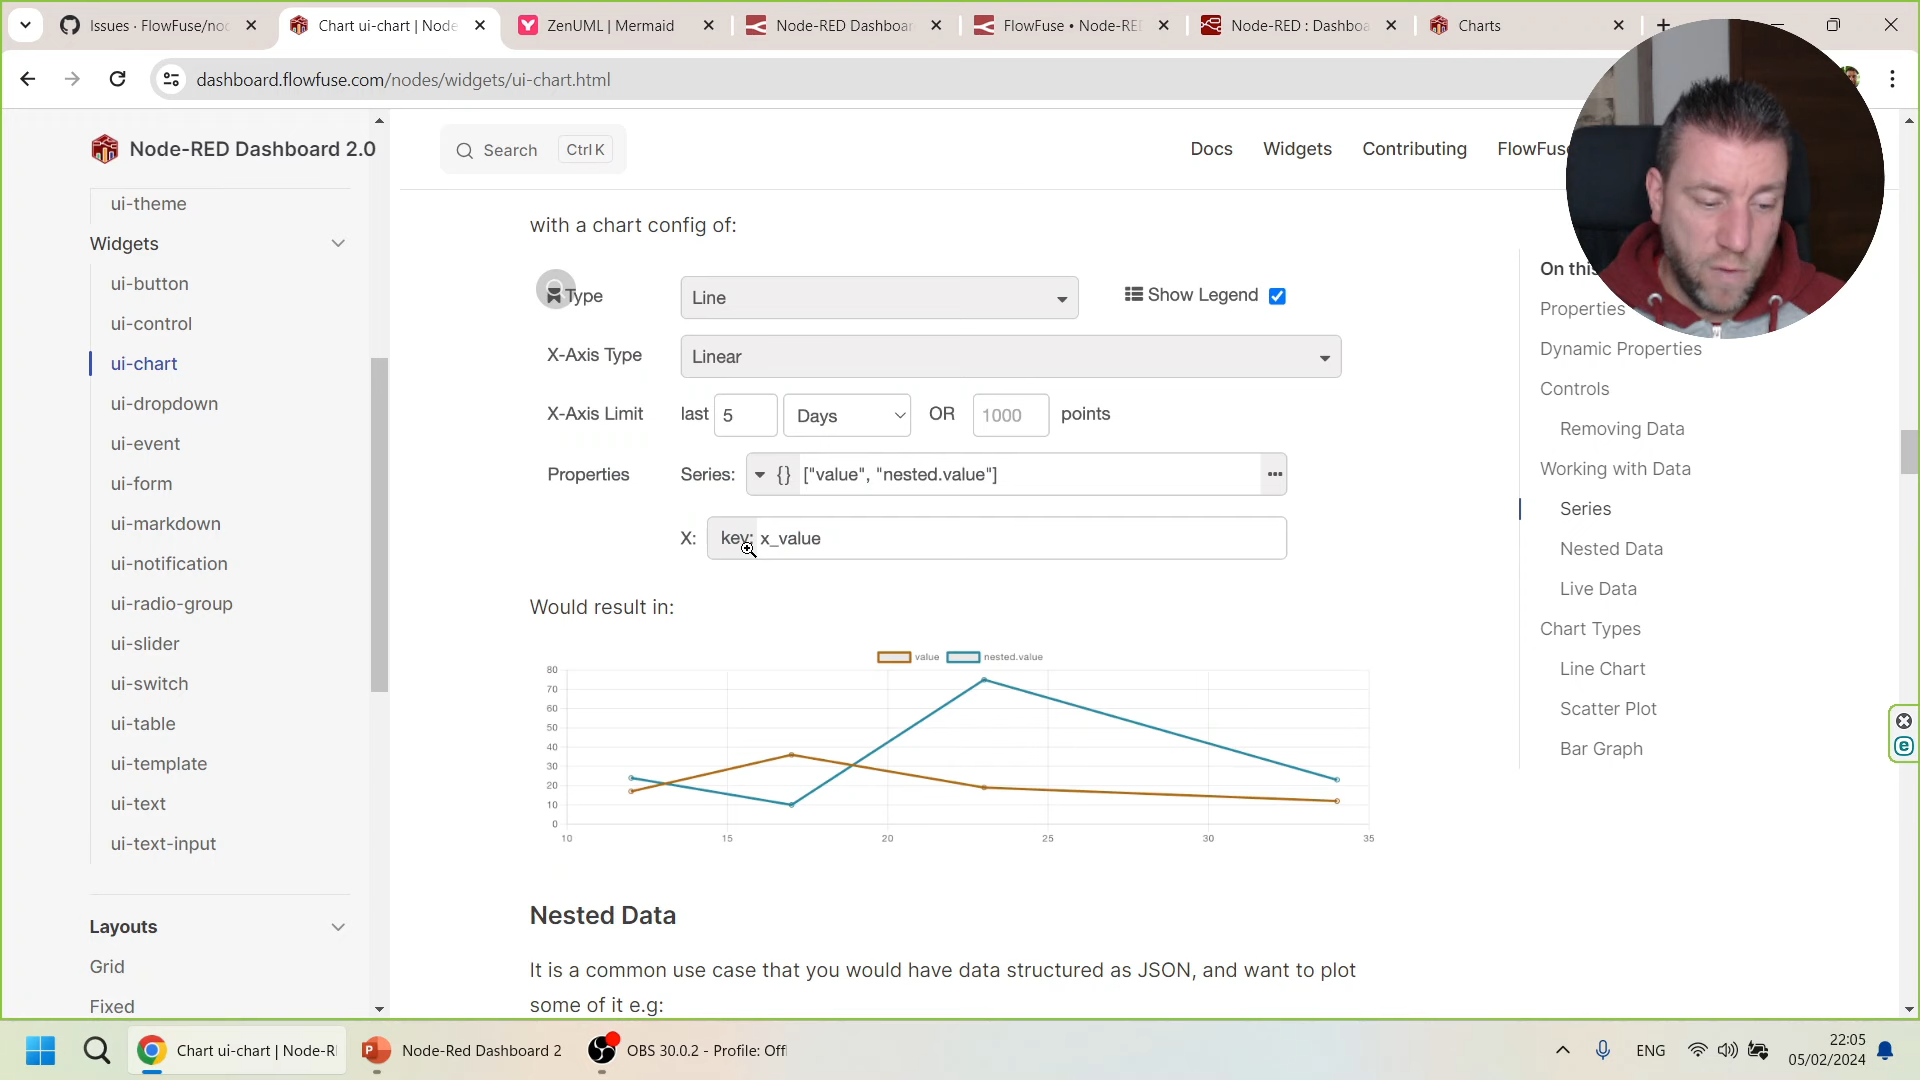 Issues · FlowFuse/no
Chart ui-chart | Node
ZenUML | Mermaid
Node-RED Dashboar
FlowFuse • Node-RE
Node-RED : Dashbo
Charts
dashboard.flowfuse.com/nodes/widgets/ui-chart.html
Node-RED Dashboard 2.0
Search
Ctrl K
Docs
Widgets
Contributing
FlowFuse
ui-theme
Widgets
ui-button
ui-control
ui-chart
ui-dropdown
ui-event
ui-form
ui-markdown
ui-notification
ui-radio-group
ui-slider
ui-switch
ui-table
ui-template
ui-text
ui-text-input
Layouts
Grid
Fixed
with a chart config of:
Type
Line
Show Legend
X-Axis Type
Linear
X-Axis Limit
last 5 Days OR 1000 points
Properties
Series: {} ["value", "nested.value"] •••
X: key: x_value
Would result in:
value nested.value
80
70
60
50
40
30
20
10
0
10 15 20 25 30 35
Nested Data
It is a common use case that you would have data structured as JSON, and want to plot
some of it e.g:
On this
Properties
Dynamic Properties
Controls
Removing Data
Working with Data
Series
Nested Data
Live Data
Chart Types
Line Chart
Scatter Plot
Bar Graph
e
Chart ui-chart | Node-R
P
Node-Red Dashboard 2
OBS 30.0.2 - Profile: Off
ENG
22:05
05/02/2024